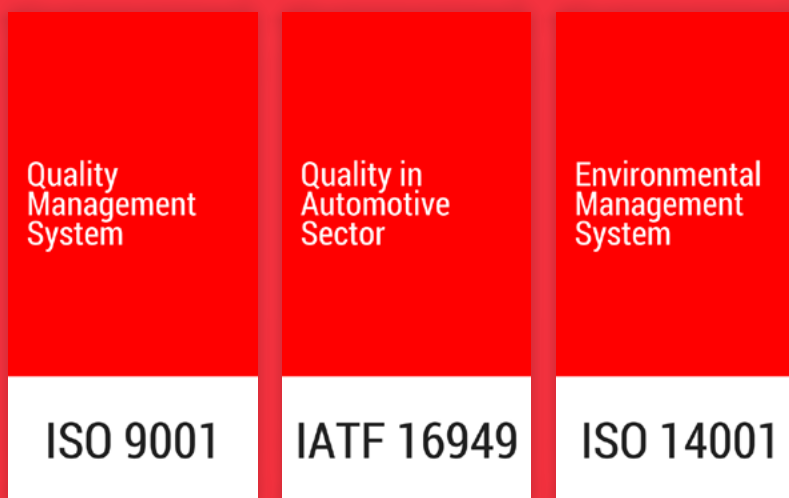 Quality
Management
System
ISO 9001
Quality in
Automotive
Sector
IATF 16949
Environmental
Management
System
ISO 14001